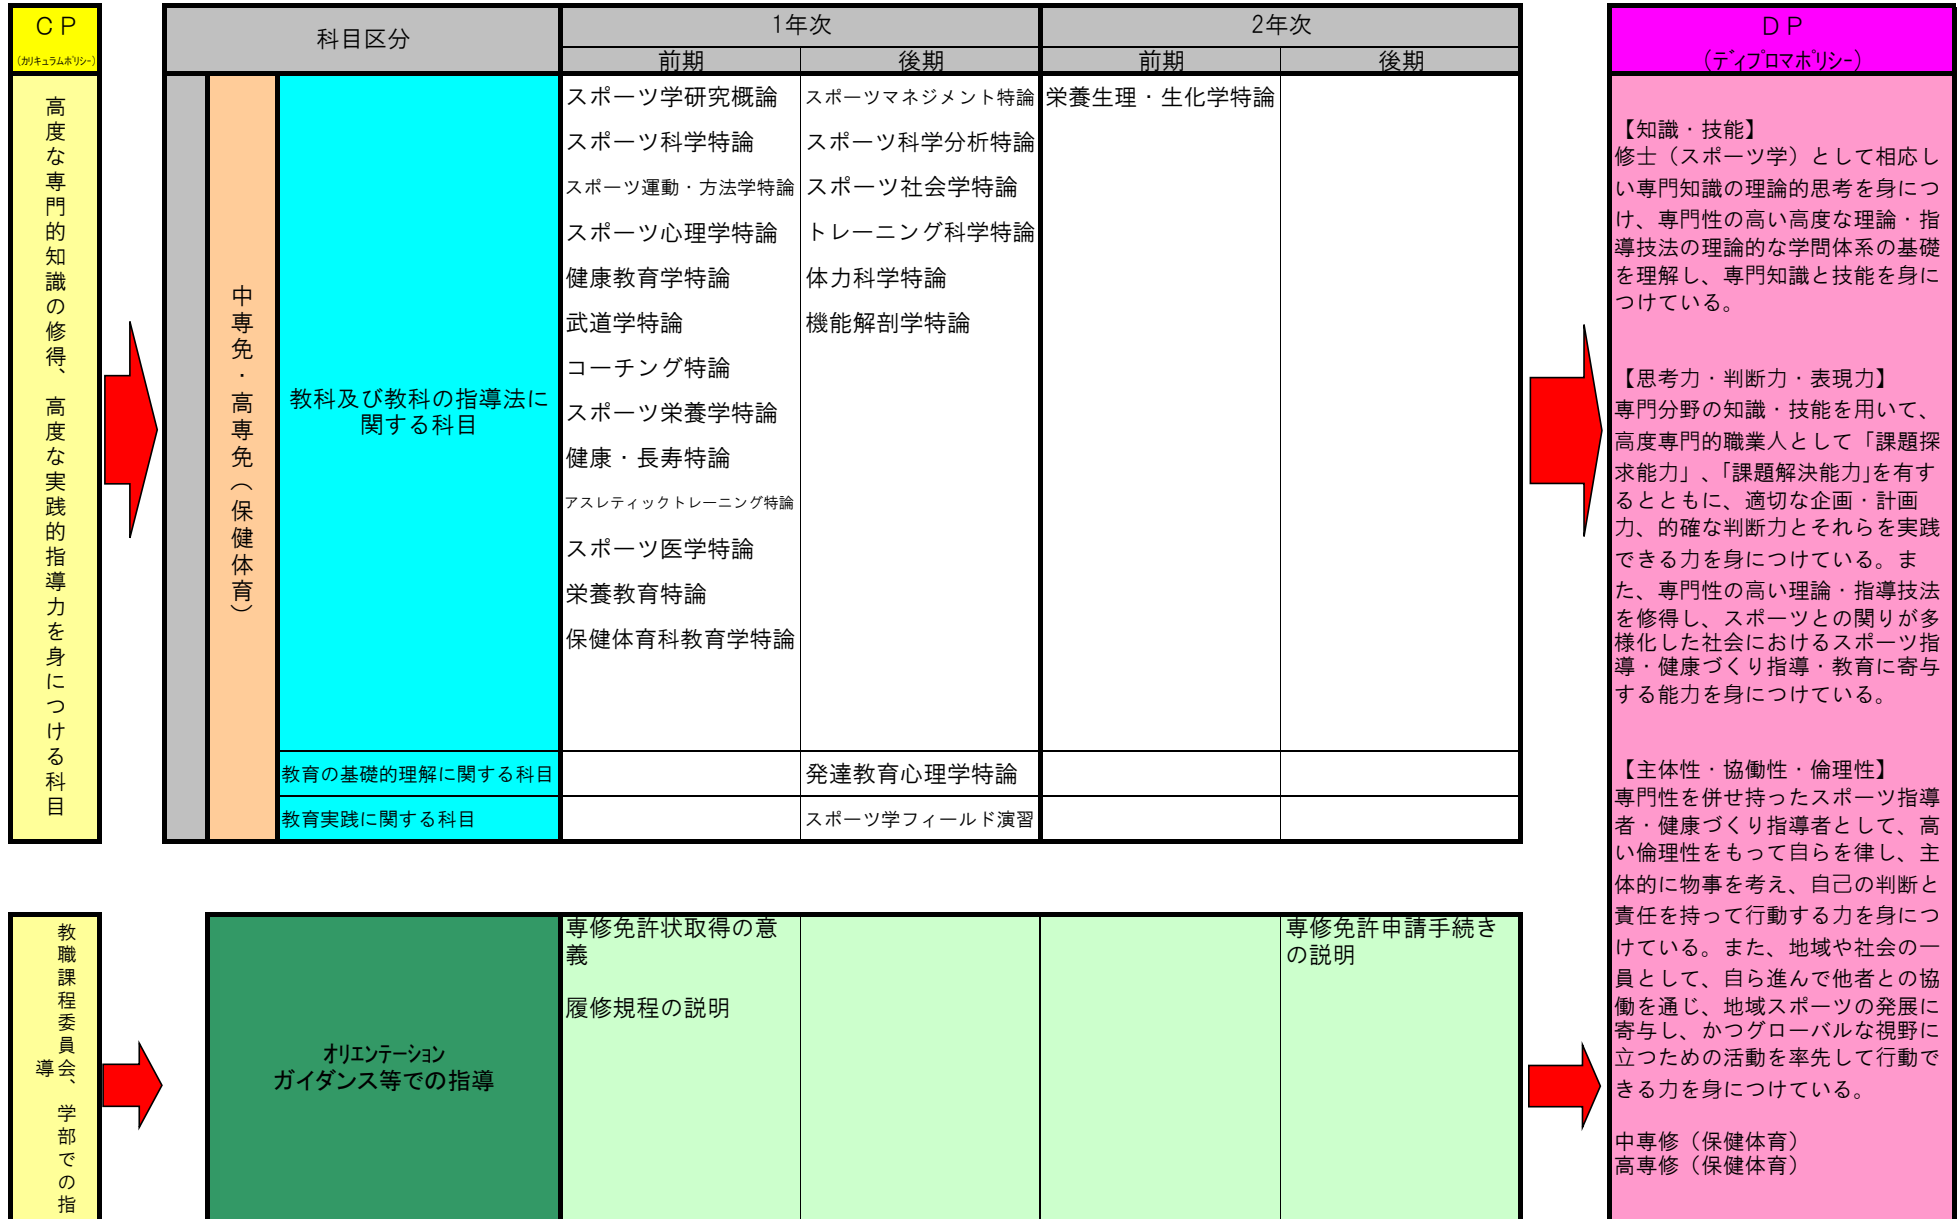 ＣＰ
(カリキュラムポリシー)
高度な専門的知識の修得、高度な実践的指導力を身につける科目
科目区分
1年次
2年次
前期
後期
前期
後期
中専免・高専免（保健体育）
教科及び教科の指導法に
関する科目
スポーツ学研究概論
スポーツ科学特論
スポーツ運動・方法学特論
スポーツ心理学特論
健康教育学特論
武道学特論
コーチング特論
スポーツ栄養学特論
健康・長寿特論
アスレティックトレーニング特論
スポーツ医学特論
栄養教育特論
保健体育科教育学特論
スポーツマネジメント特論
スポーツ科学分析特論
スポーツ社会学特論
トレーニング科学特論
体力科学特論
機能解剖学特論
栄養生理・生化学特論
教育の基礎的理解に関する科目
発達教育心理学特論
教育実践に関する科目
スポーツ学フィールド演習
教職課程委員会、学部での指
導
オリエンテーション
ガイダンス等での指導
専修免許状取得の意
義
履修規程の説明
専修免許申請手続き
の説明
ＤＰ
(ディプロマポリシー)
【知識・技能】
修士（スポーツ学）として相応し
い専門知識の理論的思考を身につ
け、専門性の高い高度な理論・指
導技法の理論的な学問体系の基礎
を理解し、専門知識と技能を身に
つけている。
【思考力・判断力・表現力】
専門分野の知識・技能を用いて、
高度専門的職業人として「課題探
求能力」、「課題解決能力」を有す
るとともに、適切な企画・計画
力、的確な判断力とそれらを実践
できる力を身につけている。ま
た、専門性の高い理論・指導技法
を修得し、スポーツとの関りが多
様化した社会におけるスポーツ指
導・健康づくり指導・教育に寄与
する能力を身につけている。
【主体性・協働性・倫理性】
専門性を併せ持ったスポーツ指導
者・健康づくり指導者として、高
い倫理性をもって自らを律し、主
体的に物事を考え、自己の判断と
責任を持って行動する力を身につ
けている。また、地域や社会の一
員として、自ら進んで他者との協
働を通じ、地域スポーツの発展に
寄与し、かつグローバルな視野に
立つための活動を率先して行動で
きる力を身につけている。
中専修（保健体育）
高専修（保健体育）